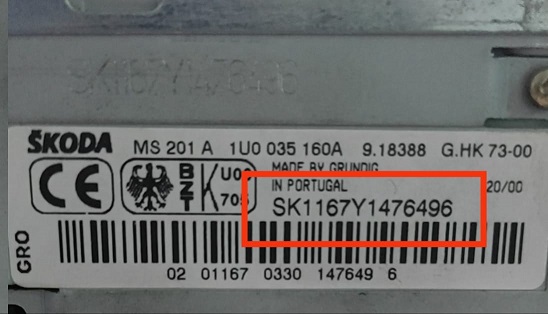 SK1167Y1476496
ŠKODA MS 201 A 1U0 035 160A 9.18388 G.HK 73-00
MADE BY GRUNDIG
CE BZT
IN PORTUGAL 20/00
SK1167Y1476496
GRO
02 01167 0330 147649 6